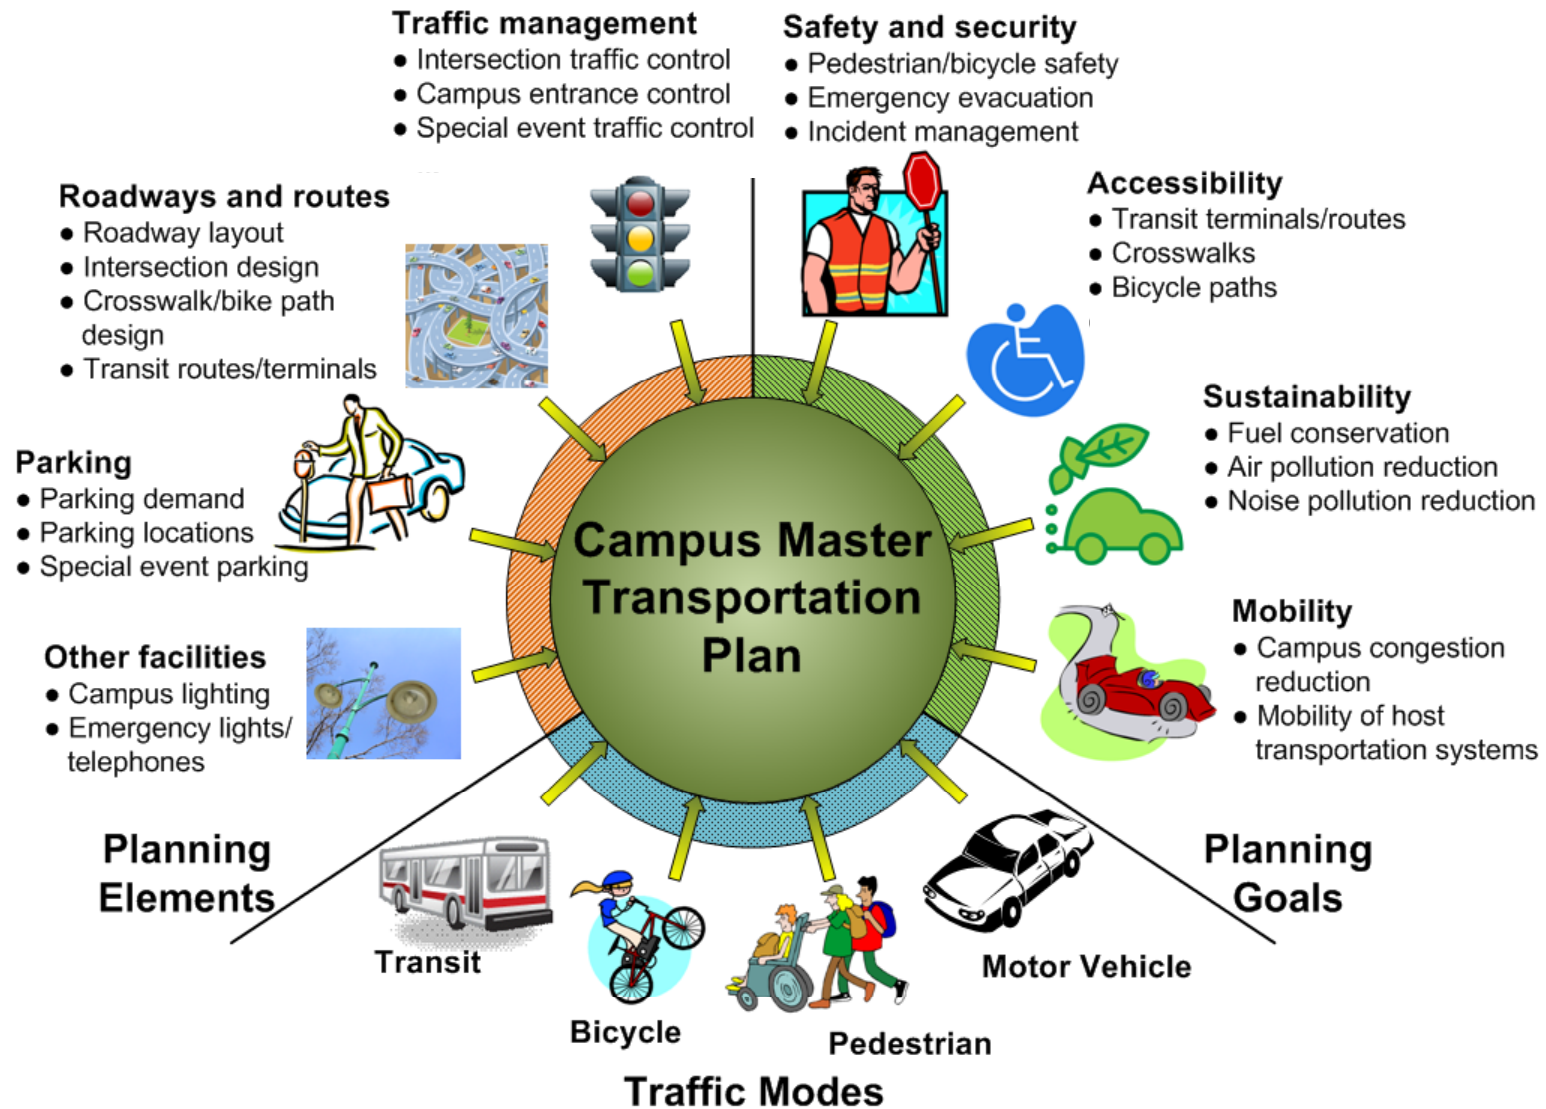 Traffic management
● Intersection traffic control
● Campus entrance control
● Special event traffic control
Safety and security
● Pedestrian/bicycle safety
● Emergency evacuation
● Incident management
Roadways and routes
● Roadway layout
● Intersection design
● Crosswalk/bike path
design
● Transit routes/terminals
Accessibility
● Transit terminals/routes
● Crosswalks
● Bicycle paths
Parking
● Parking demand
● Parking locations
● Special event parking
Sustainability
● Fuel conservation
● Air pollution reduction
● Noise pollution reduction
Campus Master
Transportation
Plan
Other facilities
● Campus lighting
● Emergency lights/
telephones
Mobility
● Campus congestion
reduction
● Mobility of host
transportation systems
Planning
Elements
Planning
Goals
Transit
Bicycle
Pedestrian
Motor Vehicle
Traffic Modes